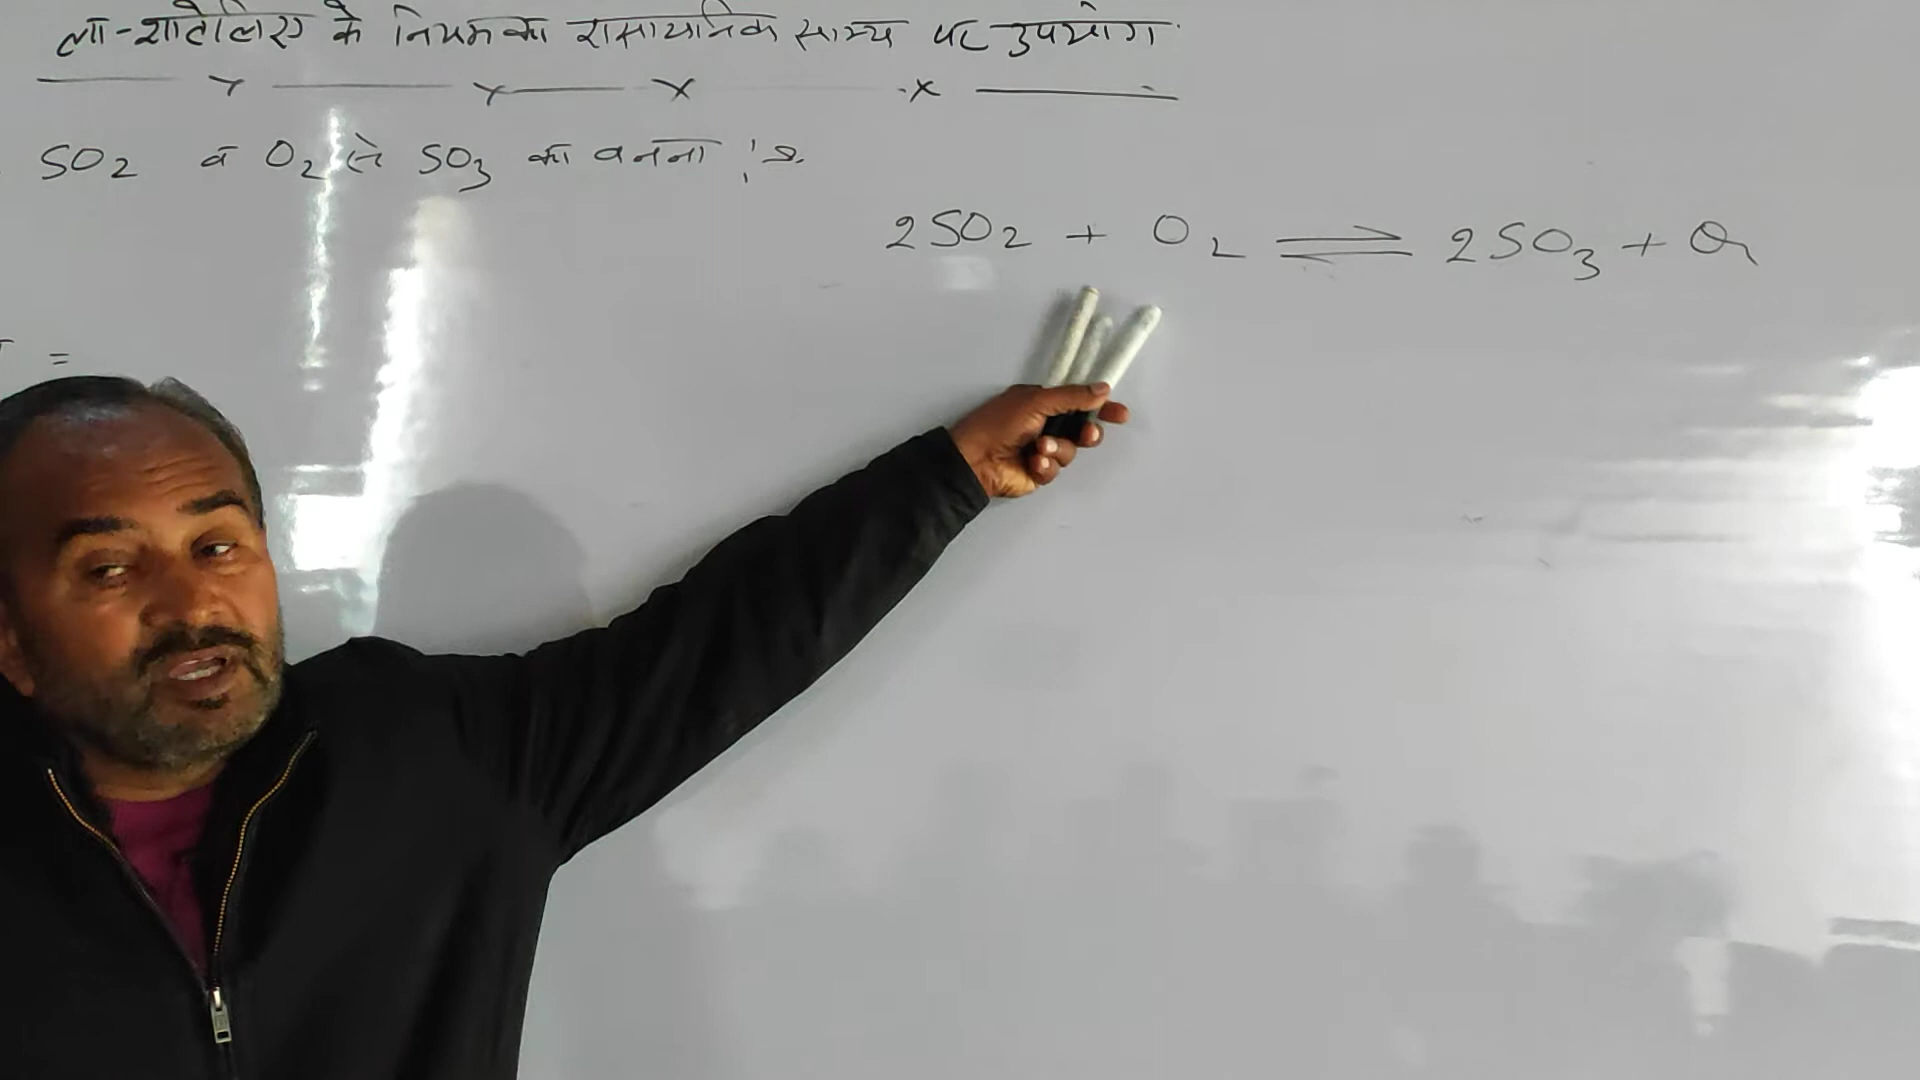 ला-शातेलिए के नियम का रासायनिक साम्य पर उपयोग
SO2 व O2 से SO3 का बनना :-
2SO2 + O2 ⇌ 2SO3 + Q
=